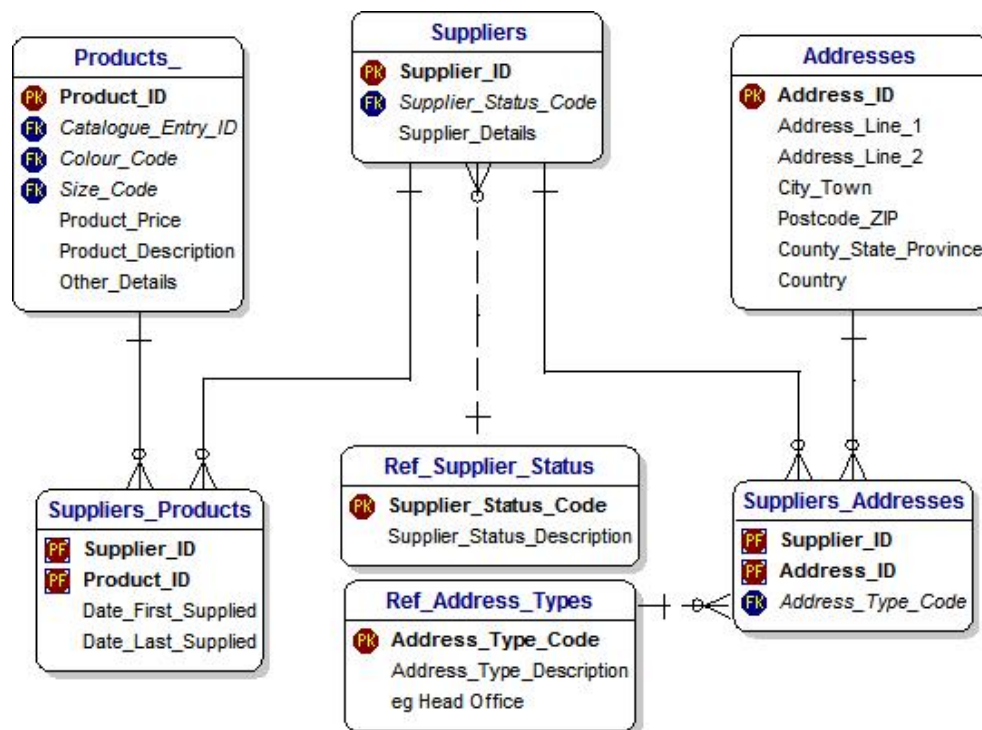 Products_
PK Product_ID
FK Catalogue_Entry_ID
FK Colour_Code
FK Size_Code
Product_Price
Product_Description
Other_Details
Suppliers
PK Supplier_ID
FK Supplier_Status_Code
Supplier_Details
Addresses
PK Address_ID
Address_Line_1
Address_Line_2
City_Town
Postcode_ZIP
County_State_Province
Country
Suppliers_Products
PF Supplier_ID
PF Product_ID
Date_First_Supplied
Date_Last_Supplied
Ref_Supplier_Status
PK Supplier_Status_Code
Supplier_Status_Description
Ref_Address_Types
PK Address_Type_Code
Address_Type_Description
eg Head Office
Suppliers_Addresses
PF Supplier_ID
PF Address_ID
FK Address_Type_Code